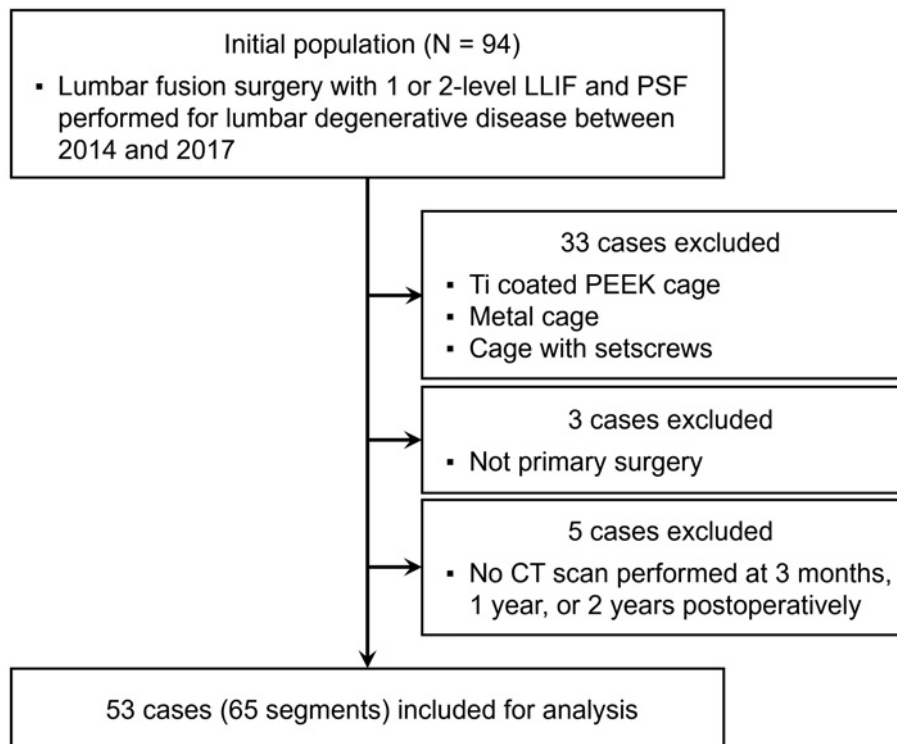 Initial population (N = 94)
▪ Lumbar fusion surgery with 1 or 2-level LLIF and PSF
performed for lumbar degenerative disease between
2014 and 2017
33 cases excluded
▪ Ti coated PEEK cage
▪ Metal cage
▪ Cage with setscrews
3 cases excluded
▪ Not primary surgery
5 cases excluded
▪ No CT scan performed at 3 months,
1 year, or 2 years postoperatively
53 cases (65 segments) included for analysis